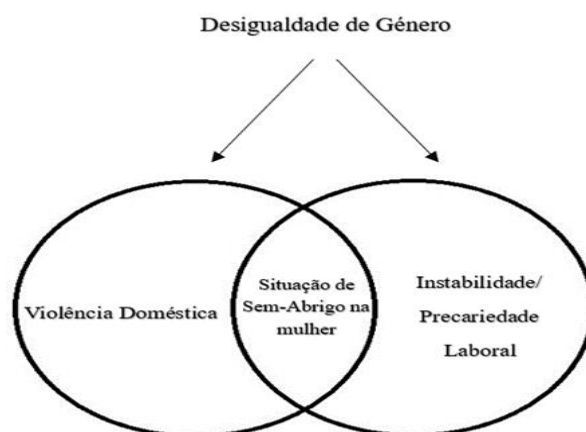 Desigualdade de Género
Violência Doméstica
Situação de
Sem-Abrigo na
mulher
Instabilidade/
Precariedade
Laboral